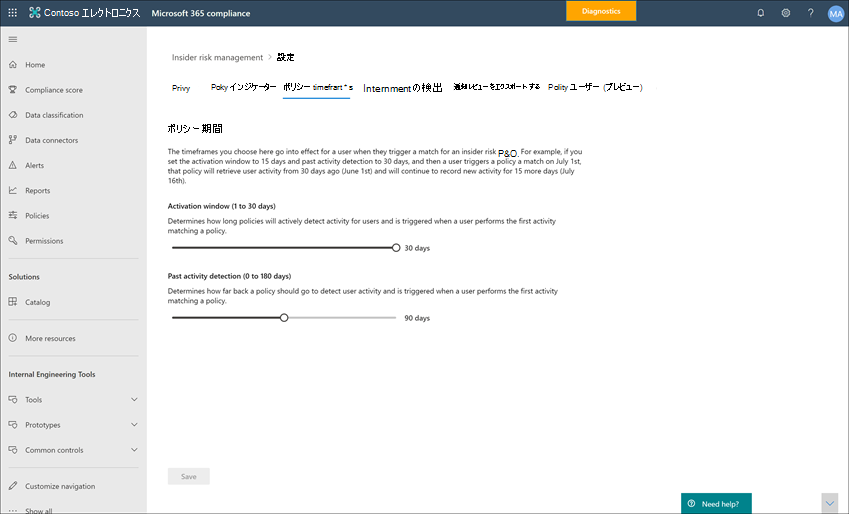 Contoso エレクトロニクス Microsoft 365 compliance Diagnostics ? MA
Insider risk management > 設定
Home
Compliance score
Data classification
Data connectors
Alerts
Reports
Policies
Permissions
Solutions
Catalog
More resources
Internal Engineering Tools
Tools
Prototypes
Common controls
Customize navigation
Show all
Privy Poky インジケーター ポリシー timefrart * s Internmentの検出 通知レビューをエクスポートする Polity ユーザー (プレビュー)
ポリシー期間
The timeframes you choose here go into effect for a user when they trigger a match for an insider risk P&O. For example, if you
set the activation window to 15 days and past activity detection to 30 days, and then a user triggers a policy a match on July 1st,
that policy will retrieve user activity from 30 days ago (June 1st) and will continue to record new activity for 15 more days (July
16th).
Activation window (1 to 30 days)
Determines how long policies will actively detect activity for users and is triggered when a user performs the first activity
matching a policy.
30 days
Past activity detection (0 to 180 days)
Determines how far back a policy should go to detect user activity and is triggered when a user performs the first activity
matching a policy.
90 days
Save
Need help?